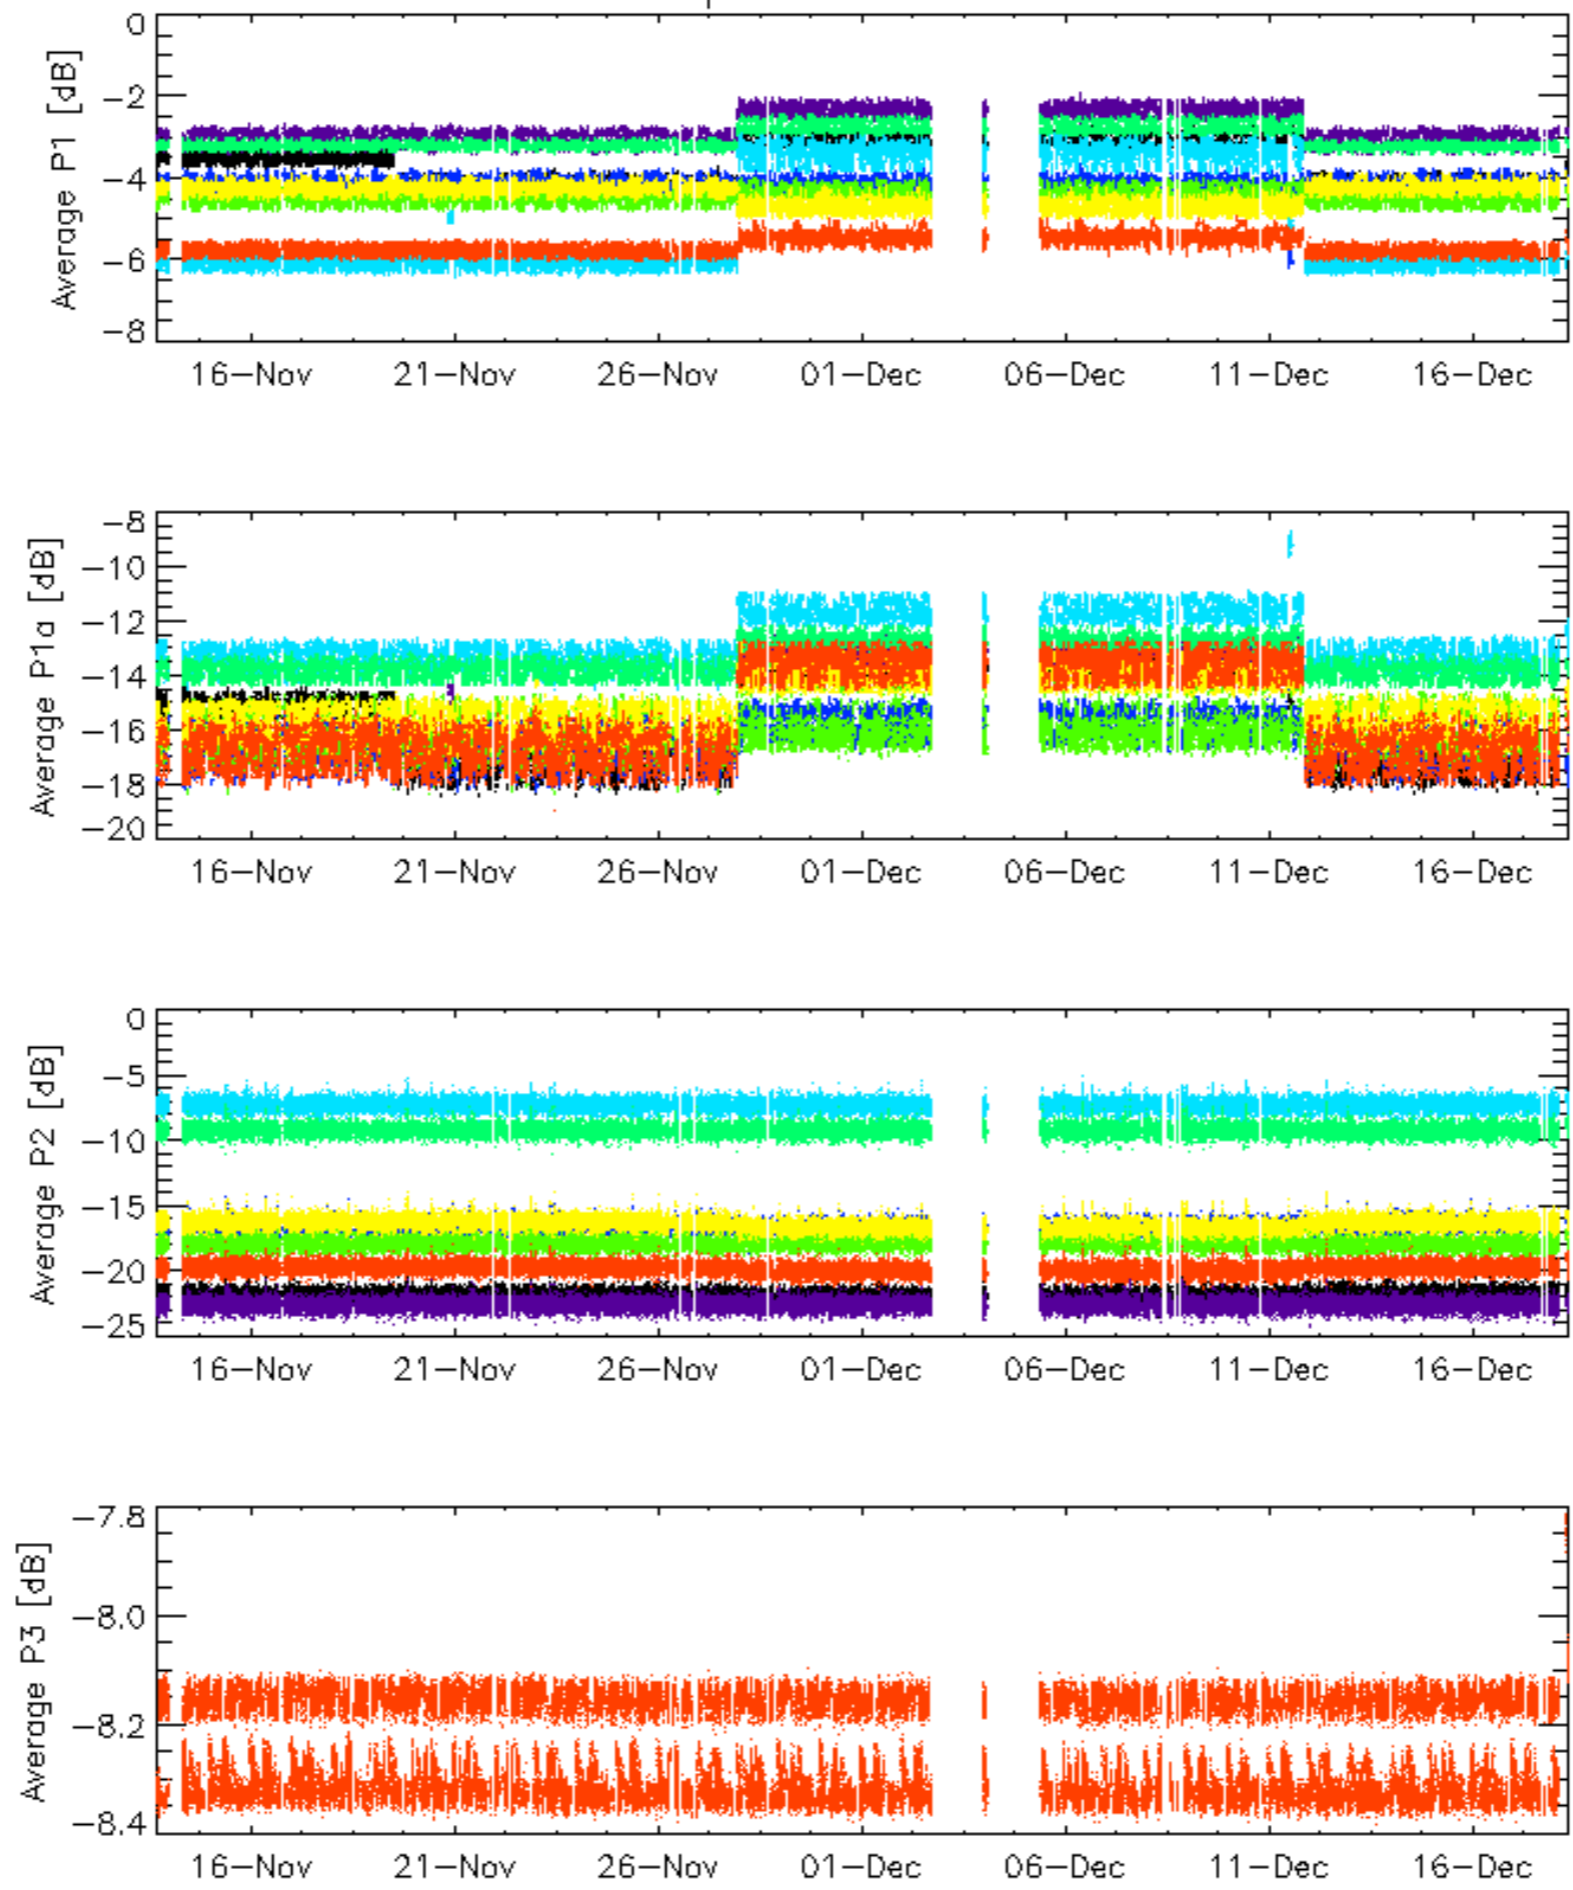 Average P1 [dB]
0
−2
−4
−6
−8
16−Nov 21−Nov 26−Nov 01−Dec 06−Dec 11−Dec 16−Dec
Average P1a [dB]
−8
−10
−12
−14
−16
−18
−20
16−Nov 21−Nov 26−Nov 01−Dec 06−Dec 11−Dec 16−Dec
Average P2 [dB]
0
−5
−10
−15
−20
−25
16−Nov 21−Nov 26−Nov 01−Dec 06−Dec 11−Dec 16−Dec
Average P3 [dB]
−7.8
−8.0
−8.2
−8.4
16−Nov 21−Nov 26−Nov 01−Dec 06−Dec 11−Dec 16−Dec